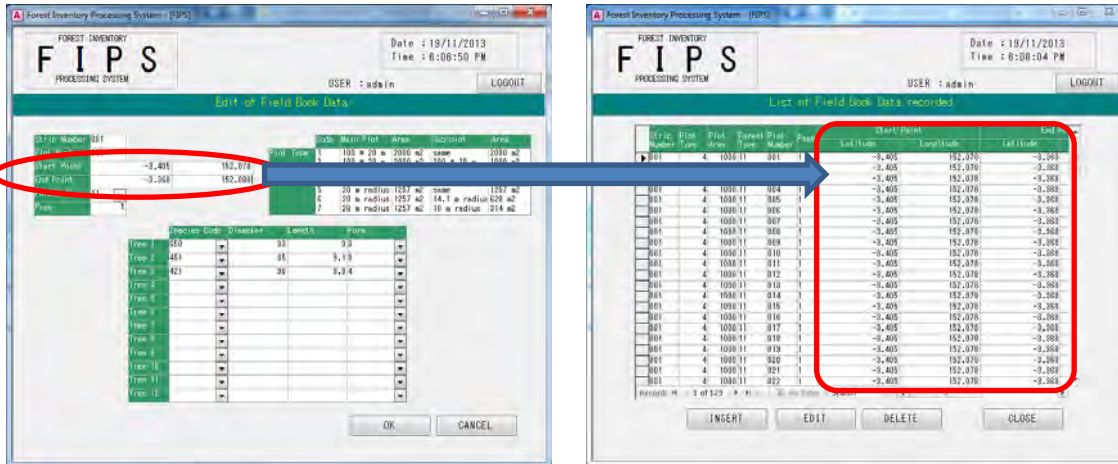 Forest Inventory Processing System - [FIPS]
FOREST INVENTORY
F I P S
PROCESSING SYSTEM
Date : 19/11/2013
Time : 6:06:50 PM
USER : admin
LOGOUT
Edit of Field Book Data
Strip Number 001
Start Point -3.405 152.078
End Point -3.368
Page 1
Plot Type
Code Main Plot Area Area
100 * 20 m 2000 m2 same 2000 m2
5 20 m radius 1257 m2 same 1257 m2
6 20 m radius 1257 m2 14.1 m radius 628 m2
7 20 m radius 1257 m2 10 m radius 314 m2
Species Code Diameter Length Form
Tree 1
Tree 2
Tree 3
Tree 4
Tree 5
Tree 6
Tree 7
Tree 8
Tree 9
Tree 10
Tree 11
Tree 12
OK CANCEL
Forest Inventory Processing System - [FIPS]
FOREST INVENTORY
F I P S
PROCESSING SYSTEM
Date : 19/11/2013
Time : 6:08:04 PM
USER : admin
LOGOUT
List of Field Book Data recorded
Start Point
Strip Number Plot Type Plot Area Forest Type Plot Number Page Latitude Longitude Latitude
001 4 1000 11 001 1 -3.405 152.078 -3.368
-3.405 152.078 -3.368
-3.405 152.078 -3.368
001 4 1000 11 004 1 -3.405 152.078 -3.368
001 4 1000 11 005 1 -3.405 152.078 -3.368
001 4 1000 11 006 1 -3.405 152.078 -3.368
001 4 1000 11 007 1 -3.405 152.078 -3.368
001 4 1000 11 008 1 -3.405 152.078 -3.368
001 4 1000 11 009 1 -3.405 152.078 -3.368
001 4 1000 11 010 1 -3.405 152.078 -3.368
001 4 1000 11 011 1 -3.405 152.078 -3.368
001 4 1000 11 012 1 -3.405 152.078 -3.368
001 4 1000 11 013 1 -3.405 152.078 -3.368
001 4 1000 11 014 1 -3.405 152.078 -3.368
001 4 1000 11 015 1 -3.405 152.078 -3.368
001 4 1000 11 016 1 -3.405 152.078 -3.368
001 4 1000 11 017 1 -3.405 152.078 -3.368
001 4 1000 11 018 1 -3.405 152.078 -3.368
001 4 1000 11 019 1 -3.405 152.078 -3.368
001 4 1000 11 020 1 -3.405 152.078 -3.368
001 4 1000 11 021 1 -3.405 152.078 -3.368
001 4 1000 11 022 1 -3.405 152.078 -3.368
Record: 1 of 123
INSERT EDIT DELETE CLOSE